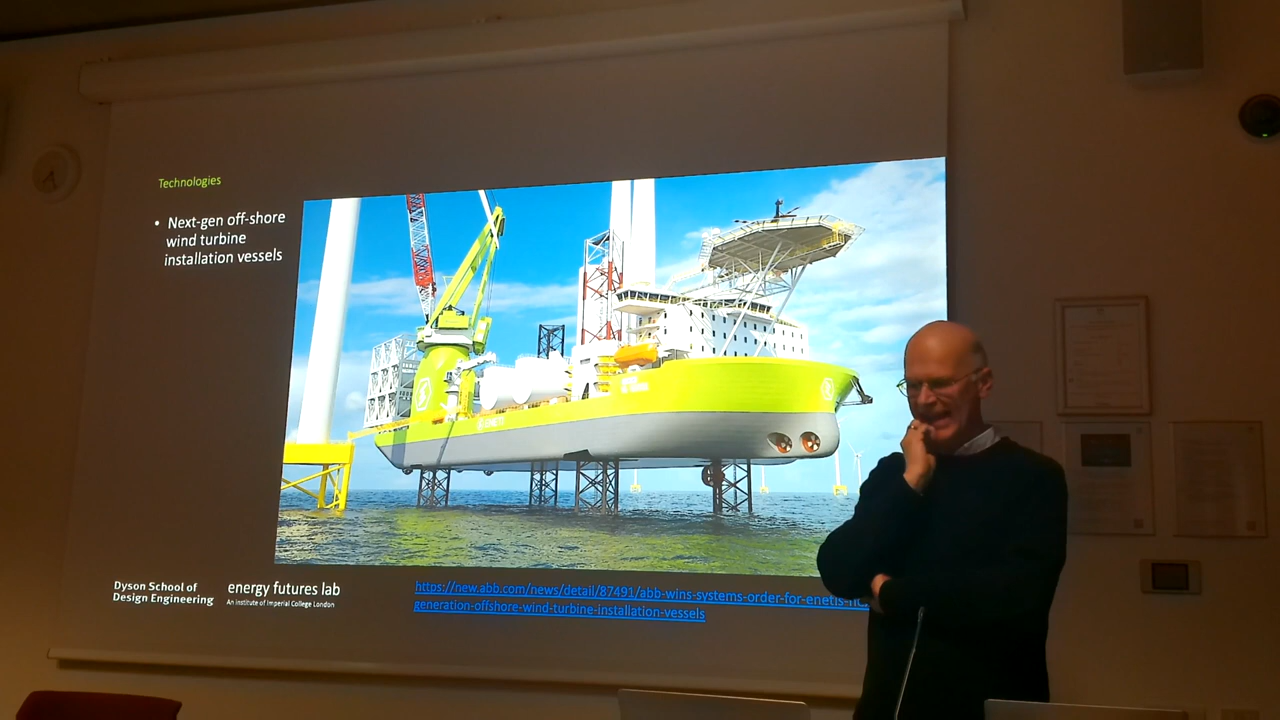 Technologies
• Next-gen off-shore
wind turbine
installation vessels
Dyson School of
Design Engineering
energy futures lab
An institute of Imperial College London
https://new.abb.com/news/detail/87491/abb-wins-systems-order-for-enetis-
generation-offshore-wind-turbine-installation-vessels